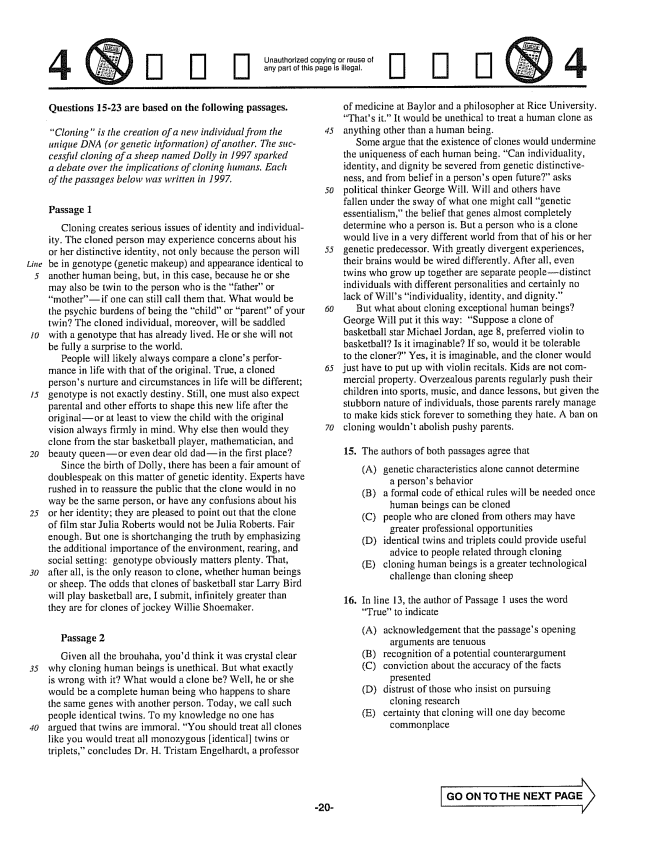 4
Unauthorized copying or reuse of
any part of this page is illegal.
4
Questions 15-23 are based on the following passages.
"Cloning" is the creation of a new individual from the
unique DNA (or genetic information) of another. The suc-
cessful cloning of a sheep named Dolly in 1997 sparked
a debate over the implications of cloning humans. Each
of the passages below was written in 1997.
Passage 1
Cloning creates serious issues of identity and individual-
ity. The cloned person may experience concerns about his
or her distinctive identity, not only because the person will
Line be in genotype (genetic makeup) and appearance identical to
5 another human being, but, in this case, because he or she
may also be twin to the person who is the "father" or
"mother"—if one can still call them that. What would be
the psychic burdens of being the "child" or "parent" of your
twin? The cloned individual, moreover, will be saddled
10 with a genotype that has already lived. He or she will not
be fully a surprise to the world.
People will likely always compare a clone's perfor-
mance in life with that of the original. True, a cloned
person's nurture and circumstances in life will be different;
15 genotype is not exactly destiny. Still, one must also expect
parental and other efforts to shape this new life after the
original—or at least to view the child with the original
vision always firmly in mind. Why else then would they
clone from the star basketball player, mathematician, and
20 beauty queen—or even dear old dad—in the first place?
Since the birth of Dolly, there has been a fair amount of
doublespeak on this matter of genetic identity. Experts have
rushed in to reassure the public that the clone would in no
way be the same person, or have any confusions about his
25 or her identity; they are pleased to point out that the clone
of film star Julia Roberts would not be Julia Roberts. Fair
enough. But one is shortchanging the truth by emphasizing
the additional importance of the environment, rearing, and
social setting: genotype obviously matters plenty. That,
30 after all, is the only reason to clone, whether human beings
or sheep. The odds that clones of basketball star Larry Bird
will play basketball are, I submit, infinitely greater than
they are for clones of jockey Willie Shoemaker.
Passage 2
Given all the brouhaha, you'd think it was crystal clear
35 why cloning human beings is unethical. But what exactly
is wrong with it? What would a clone be? Well, he or she
would be a complete human being who happens to share
the same genes with another person. Today, we call such
people identical twins. To my knowledge no one has
40 argued that twins are immoral. "You should treat all clones
like you would treat all monozygous [identical] twins or
triplets," concludes Dr. H. Tristam Engelhardt, a professor
of medicine at Baylor and a philosopher at Rice University.
"That's it." It would be unethical to treat a human clone as
45 anything other than a human being.
Some argue that the existence of clones would undermine
the uniqueness of each human being. "Can individuality,
identity, and dignity be severed from genetic distinctive-
ness, and from belief in a person's open future?" asks
50 political thinker George Will. Will and others have
fallen under the sway of what one might call "genetic
essentialism," the belief that genes almost completely
determine who a person is. But a person who is a clone
would live in a very different world from that of his or her
55 genetic predecessor. With greatly divergent experiences,
their brains would be wired differently. After all, even
twins who grow up together are separate people—distinct
individuals with different personalities and certainly no
lack of Will's "individuality, identity, and dignity."
60 But what about cloning exceptional human beings?
George Will put it this way: "Suppose a clone of
basketball star Michael Jordan, age 8, preferred violin to
basketball? Is it imaginable? If so, would it be tolerable
to the cloner?" Yes, it is imaginable, and the cloner would
65 just have to put up with violin recitals. Kids are not com-
mercial property. Overzealous parents regularly push their
children into sports, music, and dance lessons, but given the
stubborn nature of individuals, those parents rarely manage
to make kids stick forever to something they hate. A ban on
70 cloning wouldn't abolish pushy parents.
15. The authors of both passages agree that
(A) genetic characteristics alone cannot determine
a person's behavior
(B) a formal code of ethical rules will be needed once
human beings can be cloned
(C) people who are cloned from others may have
greater professional opportunities
(D) identical twins and triplets could provide useful
advice to people related through cloning
(E) cloning human beings is a greater technological
challenge than cloning sheep
16. In line 13, the author of Passage 1 uses the word
"True" to indicate
(A) acknowledgement that the passage's opening
arguments are tenuous
(B) recognition of a potential counterargument
(C) conviction about the accuracy of the facts
presented
(D) distrust of those who insist on pursuing
cloning research
(E) certainty that cloning will one day become
commonplace
-20-
GO ON TO THE NEXT PAGE